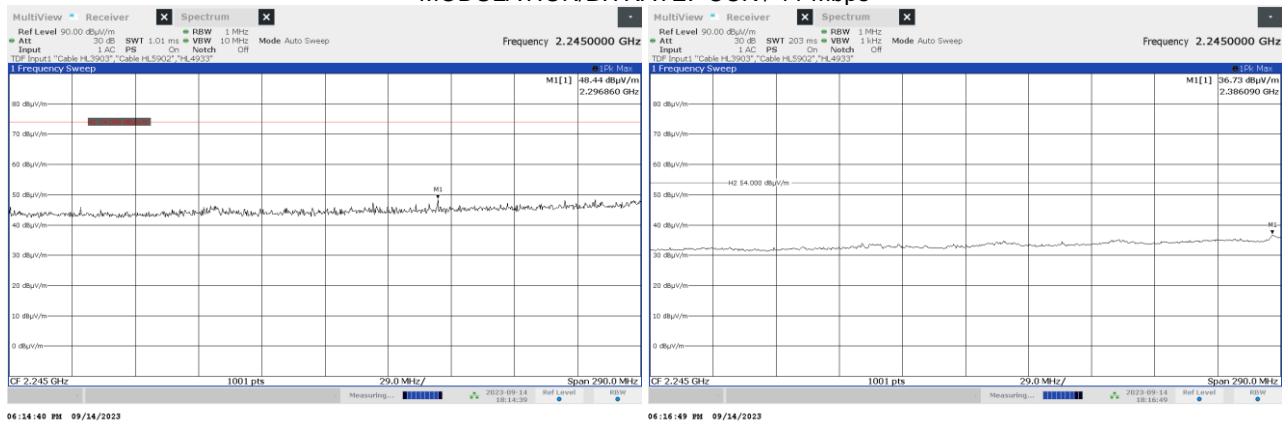 MultiView Receiver X Spectrum X
Ref Level 90.00 dBµV/m RBW 1 MHz
Att 30 dB SWT 1.01 ms VBW 10 MHz Mode Auto Sweep Frequency 2.2450000 GHz
Input 1 AC PS On Notch Off
TDF Input1 "Cable HL3903","Cable HL5902","HL4933"
1 Frequency Sweep 1Pk Max
M1[1] 48.44 dBµV/m
2.296860 GHz
80 dBµV/m
70 dBµV/m
60 dBµV/m
50 dBµV/m
M1
40 dBµV/m
30 dBµV/m
20 dBµV/m
10 dBµV/m
0 dBµV/m
CF 2.245 GHz 1001 pts 29.0 MHz/ Span 290.0 MHz
Measuring... 2023-09-14 Ref Level RBW
18:14:39
06:14:40 PM 09/14/2023
MultiView Receiver X Spectrum X
Ref Level 90.00 dBµV/m RBW 1 MHz
Att 30 dB SWT 203 ms VBW 1 kHz Mode Auto Sweep Frequency 2.2450000 GHz
Input 1 AC PS On Notch Off
TDF Input1 "Cable HL3903","Cable HL5902","HL4933"
1 Frequency Sweep 1Pk Max
M1[1] 36.73 dBµV/m
2.386090 GHz
80 dBµV/m
70 dBµV/m
60 dBµV/m
H2 54.000 dBµV/m
50 dBµV/m
40 dBµV/m
M1
30 dBµV/m
20 dBµV/m
10 dBµV/m
0 dBµV/m
CF 2.245 GHz 1001 pts 29.0 MHz/ Span 290.0 MHz
Measuring... 2023-09-14 Ref Level RBW
18:16:49
06:16:49 PM 09/14/2023